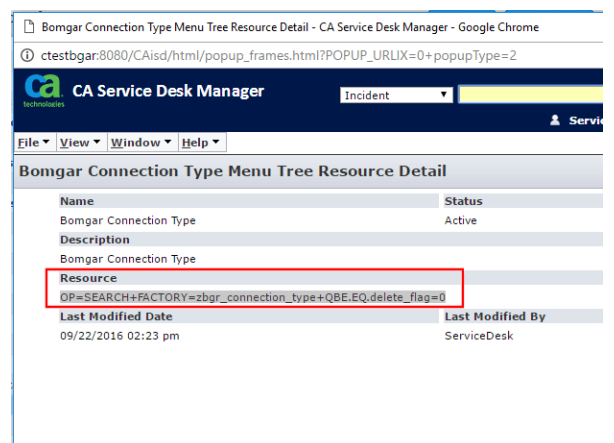 Bomgar Connection Type Menu Tree Resource Detail - CA Service Desk Manager - Google Chrome
ctestbgar:8080/CAisd/html/popup_frames.html?POPUP_URLIX=0+popupType=2
ca technologies CA Service Desk Manager Incident
File View Window Help
Bomgar Connection Type Menu Tree Resource Detail
Name Status
Bomgar Connection Type Active
Description
Bomgar Connection Type
Resource
OP=SEARCH+FACTORY=zbgr_connection_type+QBE.EQ.delete_flag=0
Last Modified Date Last Modified By
09/22/2016 02:23 pm ServiceDesk